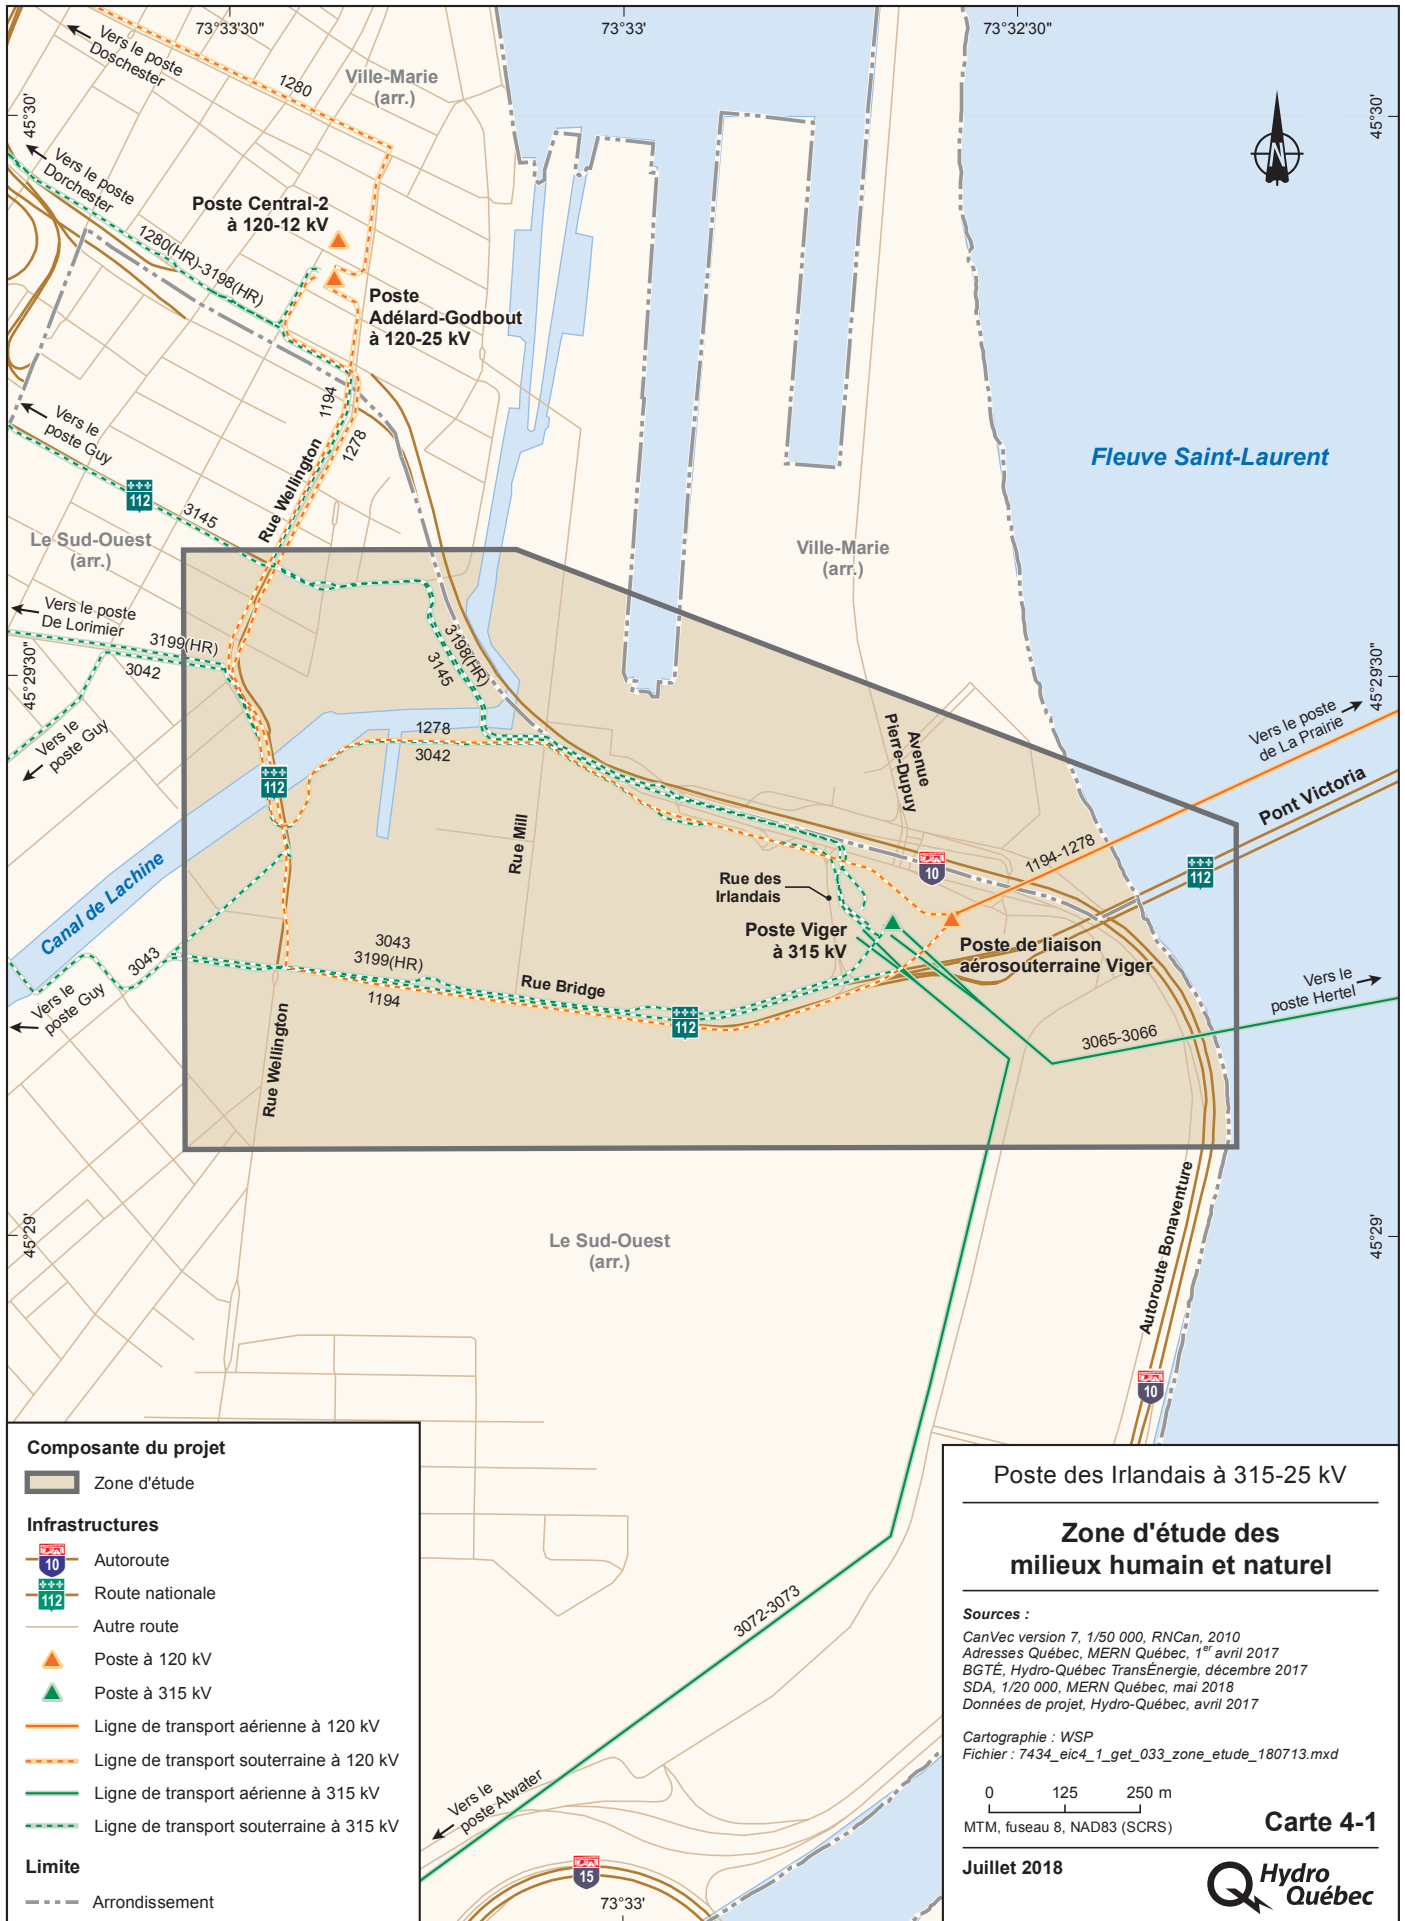 73°33'30"
73°33'
73°32'30"
45°30'
45°30'
Vers le poste
Doschester
1280
Ville-Marie
(arr.)
Vers le poste
Dorchester
Poste Central-2
à 120-12 kV
1280(HR)-3198(HR)
Poste
Adélard-Godbout
à 120-25 kV
1194
1278
Vers le
poste Guy
Rue Wellington
112
3145
Fleuve Saint-Laurent
Le Sud-Ouest
(arr.)
Ville-Marie
(arr.)
Vers le poste
De Lorimier
3199(HR)
3042
3198(HR)
3145
45°29'30"
45°29'30"
Vers le
poste Guy
1278
3042
112
Avenue
Pierre-Dupuy
Vers le poste
de La Prairie
Pont Victoria
Rue Mill
1194-1278
10
112
Rue des
Irlandais
Canal de Lachine
Poste Viger
à 315 kV
Poste de liaison
aérosouterraine Viger
3043
3043
3199(HR)
1194
Rue Bridge
112
Vers le
poste Guy
Vers le
poste Hertel
3065-3066
Rue Wellington
45°29'
45°29'
Le Sud-Ouest
(arr.)
Autoroute Bonaventure
10
3072-3073
Vers le
poste Atwater
15
73°33'
Composante du projet
Zone d'étude
Infrastructures
10
Autoroute
112
Route nationale
Autre route
Poste à 120 kV
Poste à 315 kV
Ligne de transport aérienne à 120 kV
Ligne de transport souterraine à 120 kV
Ligne de transport aérienne à 315 kV
Ligne de transport souterraine à 315 kV
Limite
Arrondissement
Poste des Irlandais à 315-25 kV
Zone d'étude des
milieux humain et naturel
Sources :
CanVec version 7, 1/50 000, RNCan, 2010
Adresses Québec, MERN Québec, 1er avril 2017
BGTÉ, Hydro-Québec TransÉnergie, décembre 2017
SDA, 1/20 000, MERN Québec, mai 2018
Données de projet, Hydro-Québec, avril 2017
Cartographie : WSP
Fichier : 7434_eic4_1_get_033_zone_etude_180713.mxd
0 125 250 m
MTM, fuseau 8, NAD83 (SCRS)
Carte 4-1
Juillet 2018
Hydro
Québec